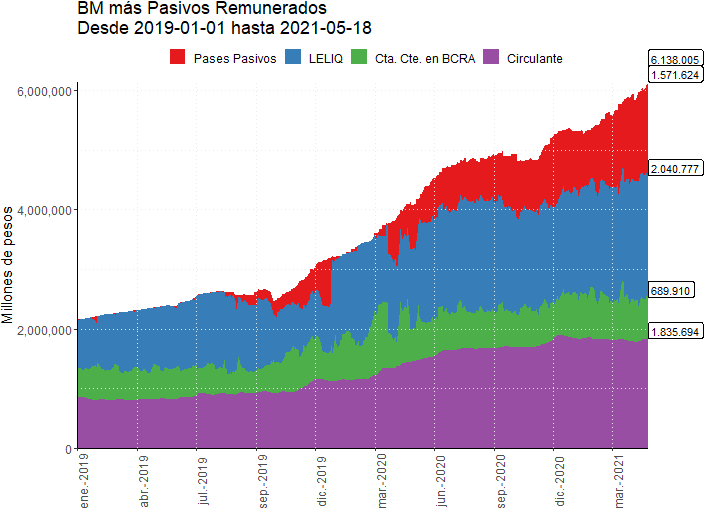 BM más Pasivos Remunerados
Desde 2019-01-01 hasta 2021-05-18
Pases Pasivos LELIQ Cta. Cte. en BCRA Circulante
6.138.005
1.571.624
6,000,000
2.040.777
4,000,000
Millones de pesos
689.910
2,000,000
1.835.694
0
ene.-2019 abr.-2019 jul.-2019 sep.-2019 dic.-2019 mar.-2020 jun.-2020 sep.-2020 dic.-2020 mar.-2021